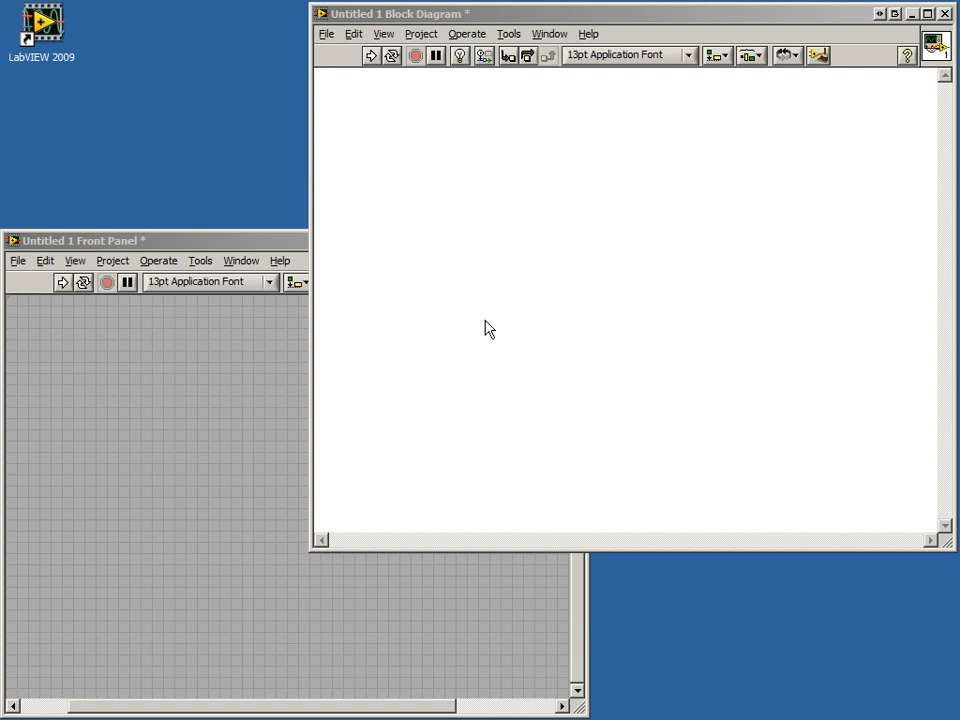 LabVIEW 2009
Untitled 1 Block Diagram *
File Edit View Project Operate Tools Window Help
13pt Application Font
1
Untitled 1 Front Panel *
File Edit View Project Operate Tools Window Help
13pt Application Font